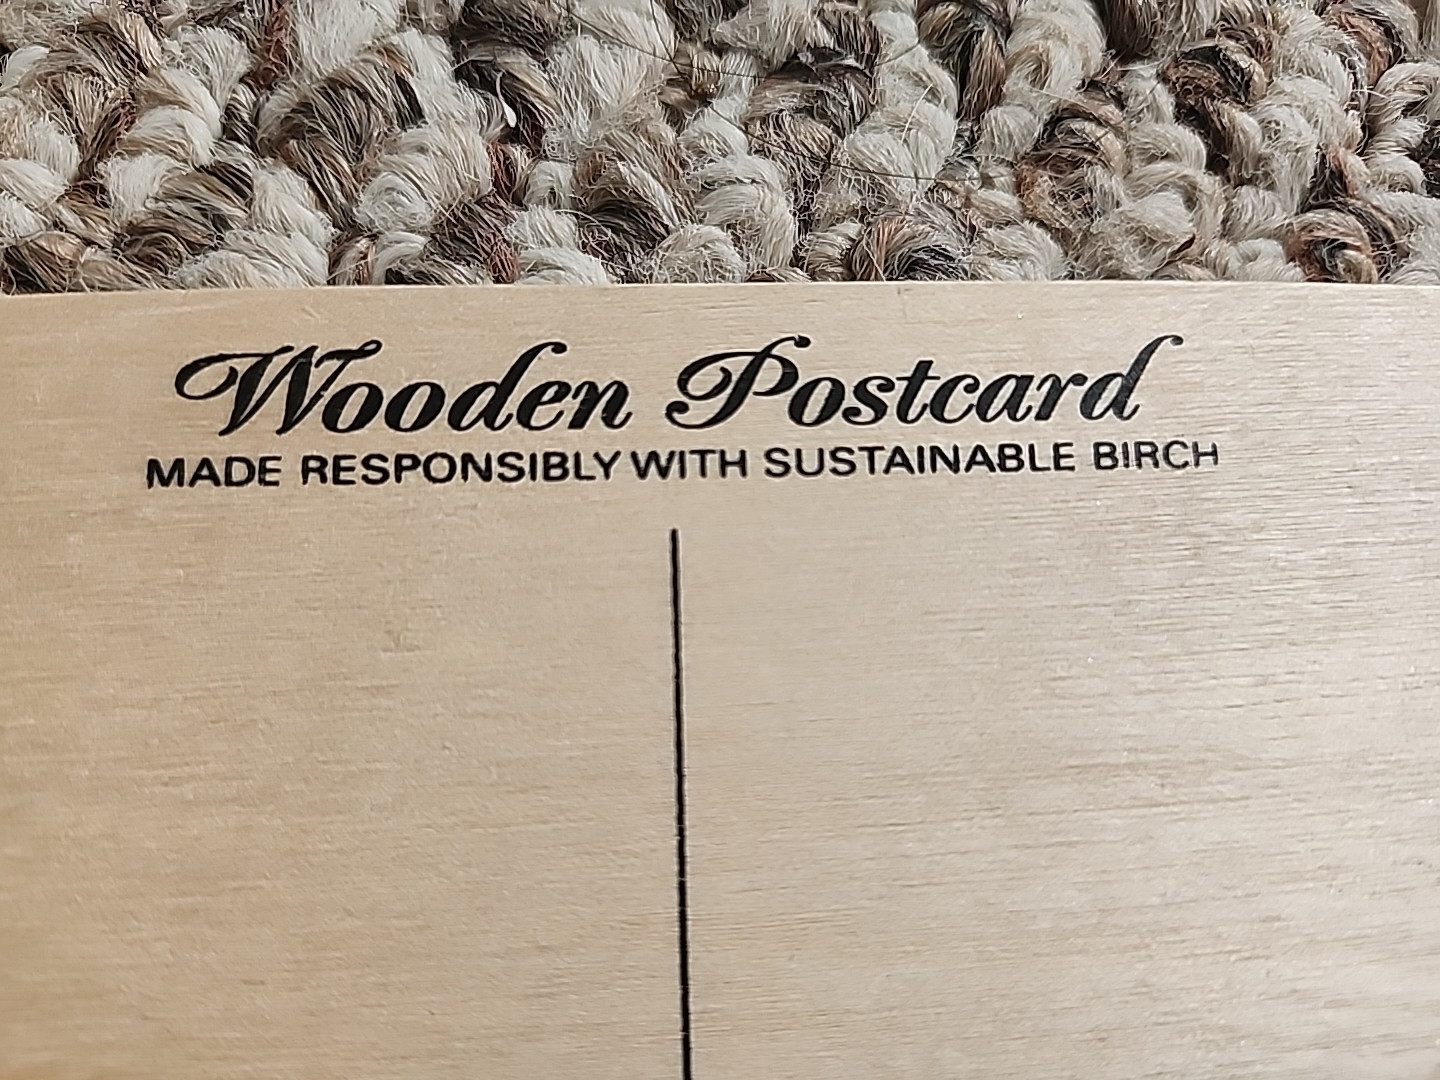 Wooden Postcard
MADE RESPONSIBLY WITH SUSTAINABLE BIRCH